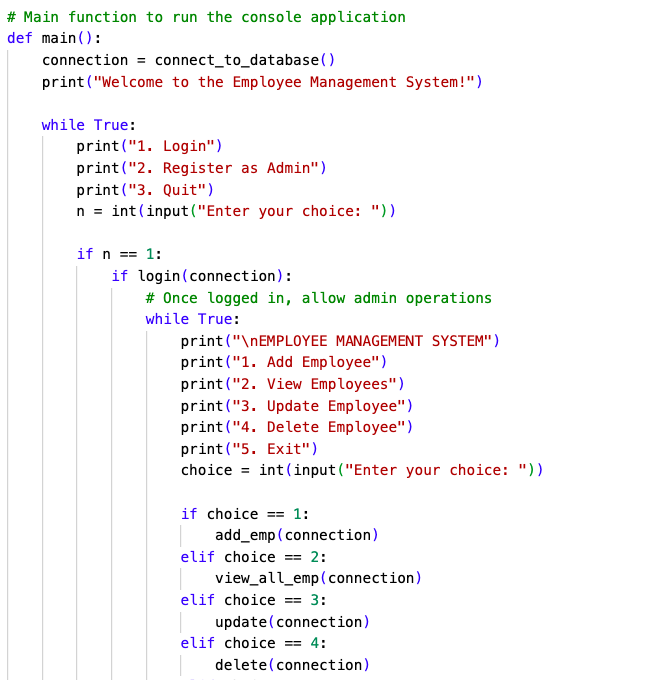 # Main function to run the console application
def main():
    connection = connect_to_database()
    print("Welcome to the Employee Management System!")

    while True:
        print("1. Login")
        print("2. Register as Admin")
        print("3. Quit")
        n = int(input("Enter your choice: "))

        if n == 1:
            if login(connection):
                # Once logged in, allow admin operations
                while True:
                    print("\nEMPLOYEE MANAGEMENT SYSTEM")
                    print("1. Add Employee")
                    print("2. View Employees")
                    print("3. Update Employee")
                    print("4. Delete Employee")
                    print("5. Exit")
                    choice = int(input("Enter your choice: "))

                    if choice == 1:
                        add_emp(connection)
                    elif choice == 2:
                        view_all_emp(connection)
                    elif choice == 3:
                        update(connection)
                    elif choice == 4:
                        delete(connection)